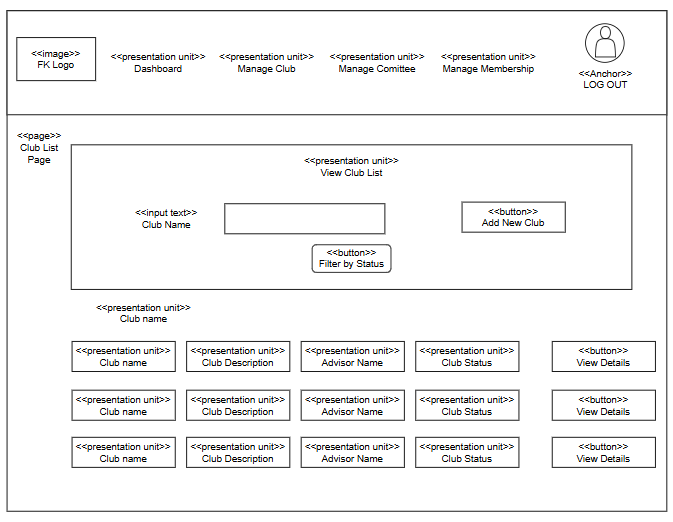 <<image>>
FK Logo
<<presentation unit>>
Dashboard
<<presentation unit>>
Manage Club
<<presentation unit>>
Manage Comittee
<<presentation unit>>
Manage Membership
<<Anchor>>
LOG OUT
<<page>>
Club List
Page
<<presentation unit>>
View Club List
<<input text>>
Club Name
<<button>>
Add New Club
<<button>>
Filter by Status
<<presentation unit>>
Club name
<<presentation unit>>
Club name
<<presentation unit>>
Club Description
<<presentation unit>>
Advisor Name
<<presentation unit>>
Club Status
<<button>>
View Details
<<presentation unit>>
Club name
<<presentation unit>>
Club Description
<<presentation unit>>
Advisor Name
<<presentation unit>>
Club Status
<<button>>
View Details
<<presentation unit>>
Club name
<<presentation unit>>
Club Description
<<presentation unit>>
Advisor Name
<<presentation unit>>
Club Status
<<button>>
View Details